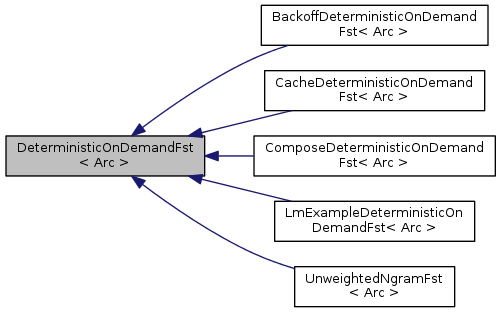 BackoffDeterministicOnDemand
Fst< Arc >
CacheDeterministicOnDemand
Fst< Arc >
DeterministicOnDemandFst
< Arc >
ComposeDeterministicOnDemand
Fst< Arc >
LmExampleDeterministicOn
DemandFst< Arc >
UnweightedNgramFst
< Arc >